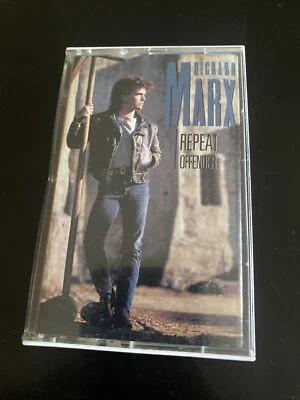 RICHARD
MARX
REPEAT
OFFENDER